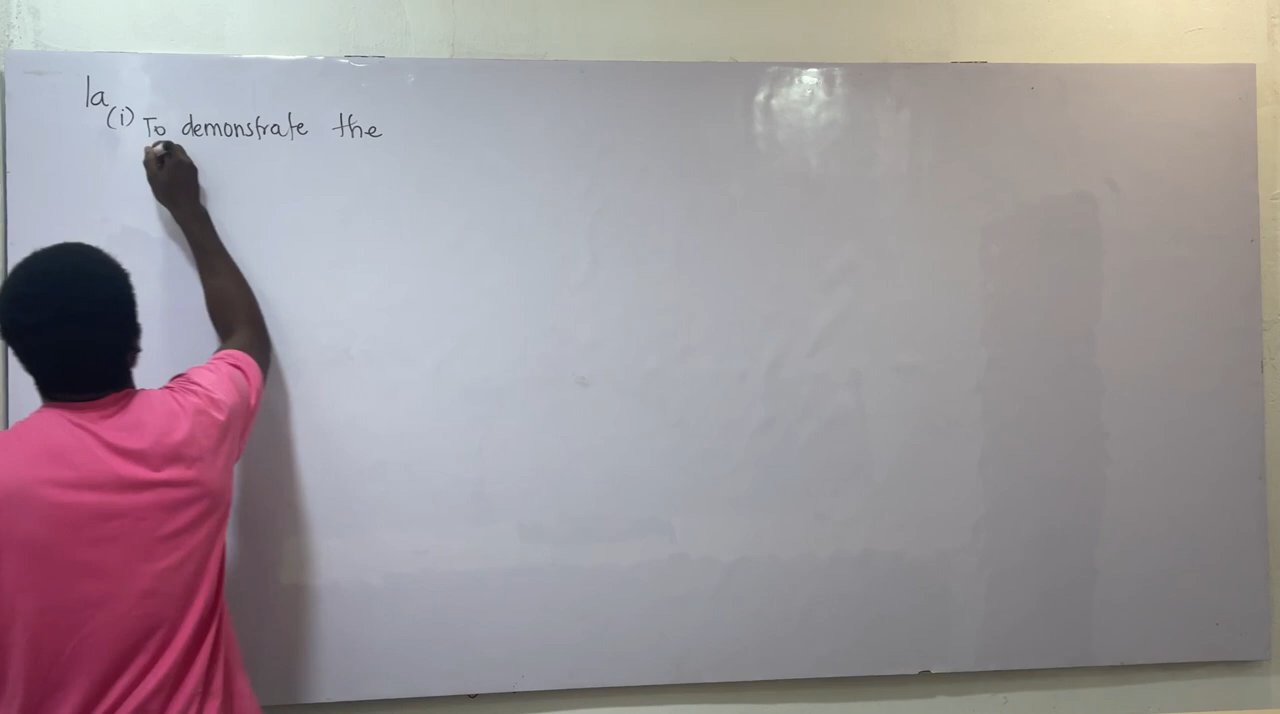 1a
(i) To demonstrate the